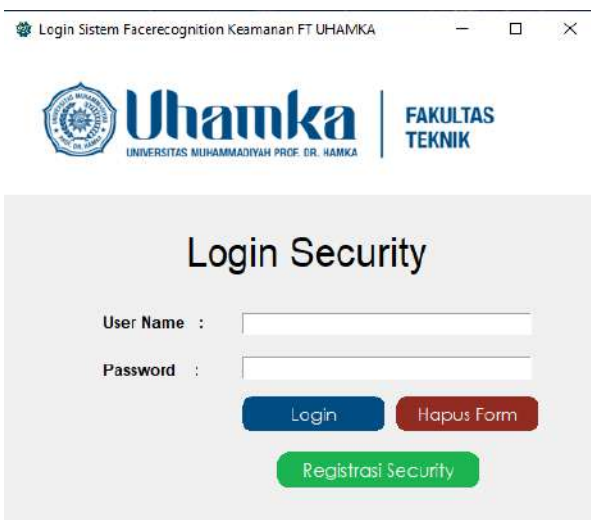 Login Sistem Facerecognition Keamanan FT UHAMKA
Uhamka
UNIVERSITAS MUHAMMADIYAH PROF. DR. HAMKA
FAKULTAS
TEKNIK
Login Security
User Name :
Password :
Login Hapus Form
Registrasi Security